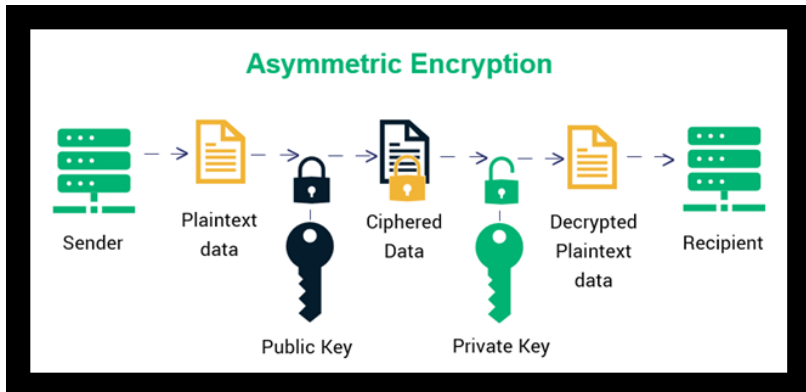 Asymmetric Encryption
Sender
Plaintext
data
Public Key
Ciphered
Data
Private Key
Decrypted
Plaintext
data
Recipient